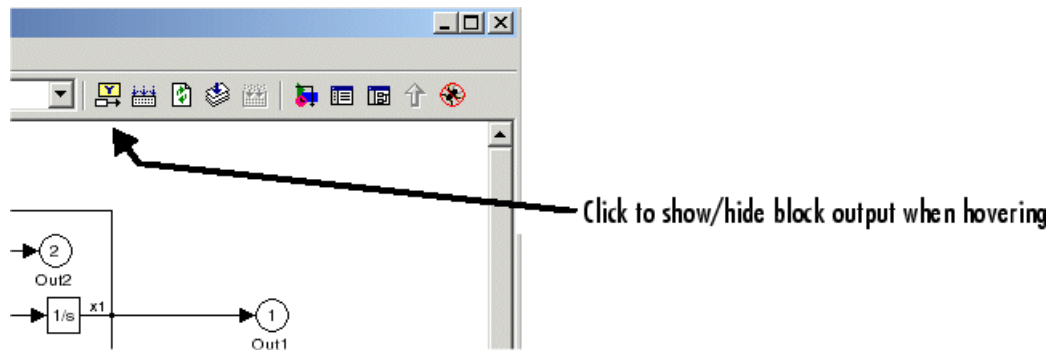 Y
Click to show/hide block output when hovering
2
Out2
1/s
x1
1
Out1